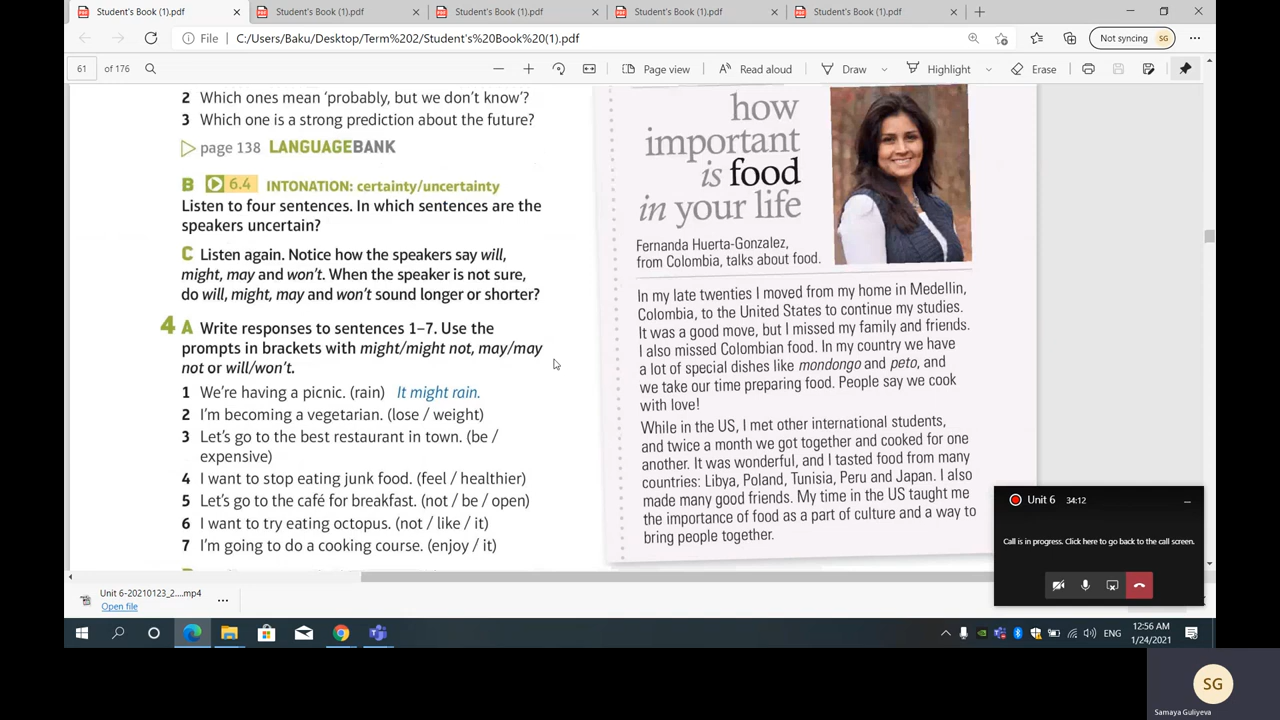 Student's Book (1).pdf
Student's Book (1).pdf
Student's Book (1).pdf
Student's Book (1).pdf
Student's Book (1).pdf
File
C:/Users/Baku/Desktop/Term%202/Student's%20Book%20(1).pdf
Not syncing
SG
61 of 176
Page view
Read aloud
Draw
Highlight
Erase
2 Which ones mean 'probably, but we don't know'?
3 Which one is a strong prediction about the future?
page 138 LANGUAGEBANK
B 6.4 INTONATION: certainty/uncertainty
Listen to four sentences. In which sentences are the
speakers uncertain?
C Listen again. Notice how the speakers say will,
might, may and won't. When the speaker is not sure,
do will, might, may and won't sound longer or shorter?
4 A Write responses to sentences 1–7. Use the
prompts in brackets with might/might not, may/may
not or will/won't.
1 We're having a picnic. (rain) It might rain.
2 I'm becoming a vegetarian. (lose / weight)
3 Let's go to the best restaurant in town. (be /
expensive)
4 I want to stop eating junk food. (feel / healthier)
5 Let's go to the café for breakfast. (not / be / open)
6 I want to try eating octopus. (not / like / it)
7 I'm going to do a cooking course. (enjoy / it)
how
important
is food
in your life
Fernanda Huerta-Gonzalez,
from Colombia, talks about food.
In my late twenties I moved from my home in Medellin,
Colombia, to the United States to continue my studies.
It was a good move, but I missed my family and friends.
I also missed Colombian food. In my country we have
a lot of special dishes like mondongo and peto, and
we take our time preparing food. People say we cook
with love!
While in the US, I met other international students,
and twice a month we got together and cooked for one
another. It was wonderful, and I tasted food from many
countries: Libya, Poland, Tunisia, Peru and Japan. I also
made many good friends. My time in the US taught me
the importance of food as a part of culture and a way to
bring people together.
Unit 6 34:12
Call is in progress. Click here to go back to the call screen.
Unit 6-20210123_2....mp4
Open file
ENG
12:56 AM
1/24/2021
SG
Samaya Guliyeva